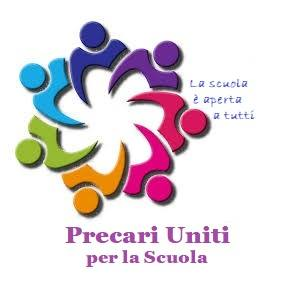 La scuola
è aperta
a tutti
Precari Uniti
per la Scuola